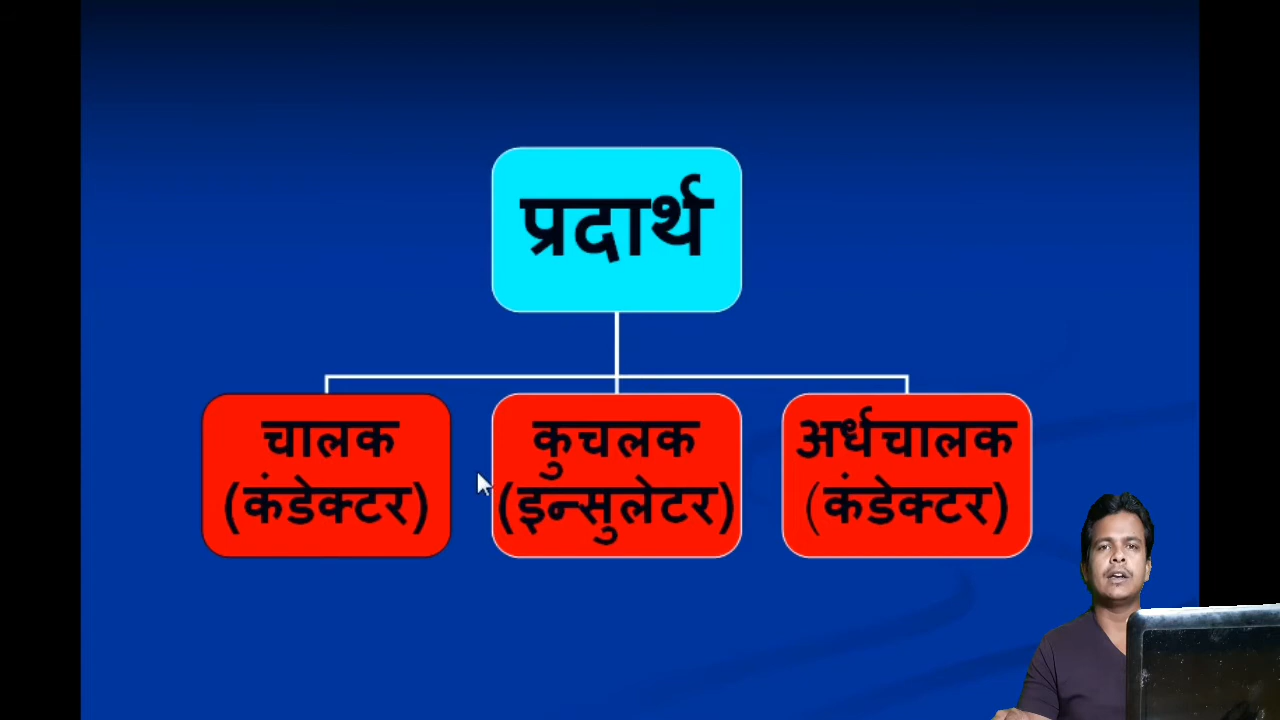 प्रदार्थ
चालक
(कंडेक्टर)
कुचलक
(इन्सुलेटर)
अर्धचालक
(कंडेक्टर)